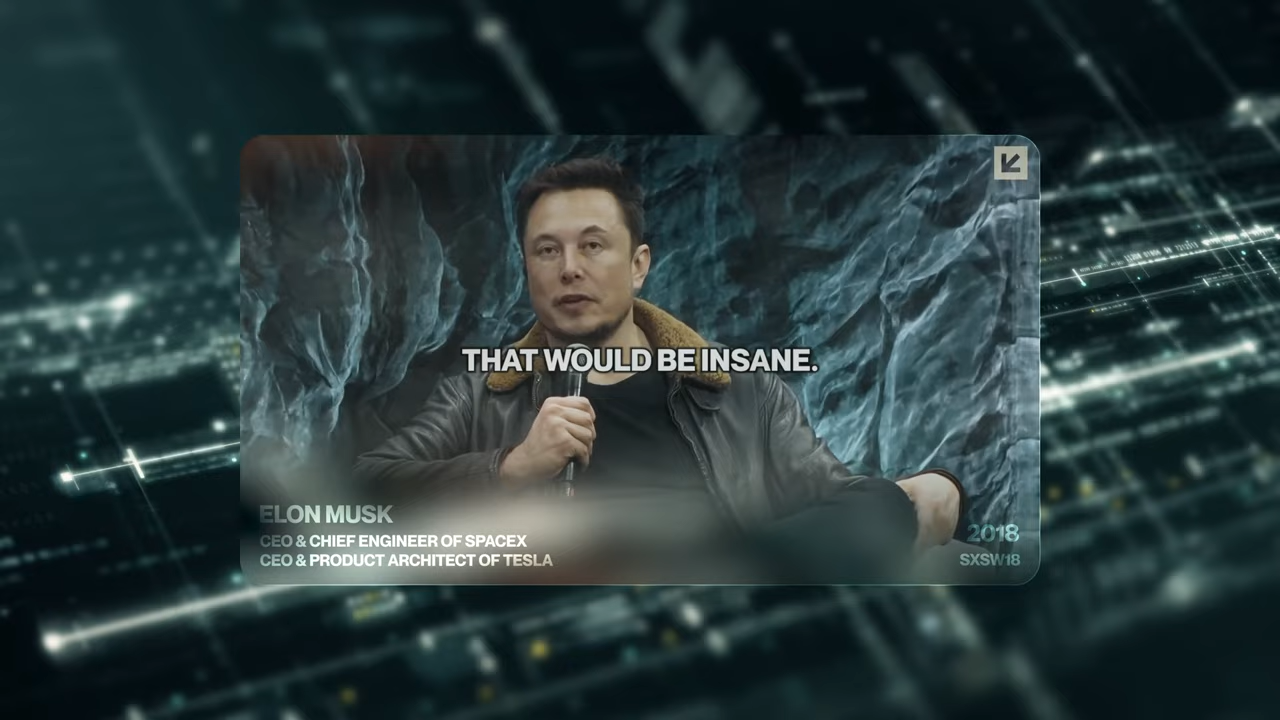 THAT WOULD BE INSANE.
ELON MUSK
CEO & CHIEF ENGINEER OF SPACEX
CEO & PRODUCT ARCHITECT OF TESLA
2018
SXSW18